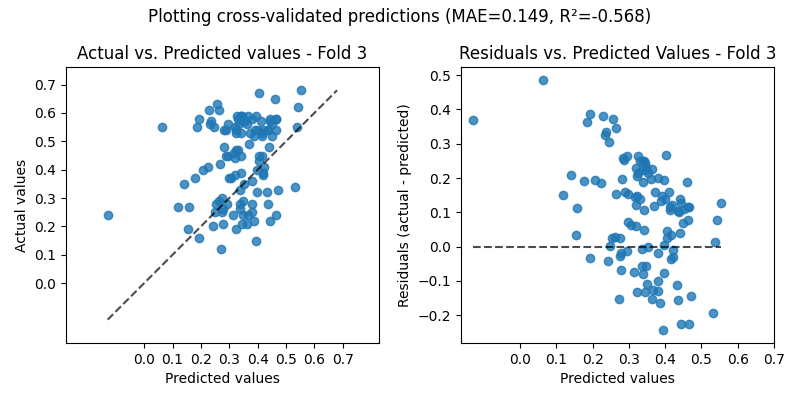 Plotting cross-validated predictions (MAE=0.149, R²=-0.568)
Actual vs. Predicted values - Fold 3
Actual values
0.7
0.6
0.5
0.4
0.3
0.2
0.1
0.0
0.0 0.1 0.2 0.3 0.4 0.5 0.6 0.7
Predicted values
Residuals vs. Predicted Values - Fold 3
Residuals (actual - predicted)
0.5
0.4
0.3
0.2
0.1
0.0
−0.1
−0.2
0.0 0.1 0.2 0.3 0.4 0.5 0.6 0.7
Predicted values